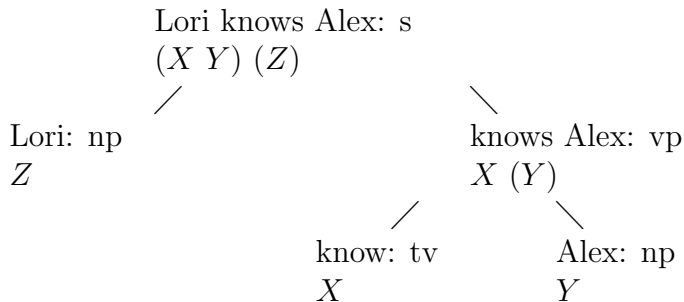 Lori knows Alex: s
(X Y) (Z)
Lori: np
Z
knows Alex: vp
X (Y)
know: tv
X
Alex: np
Y